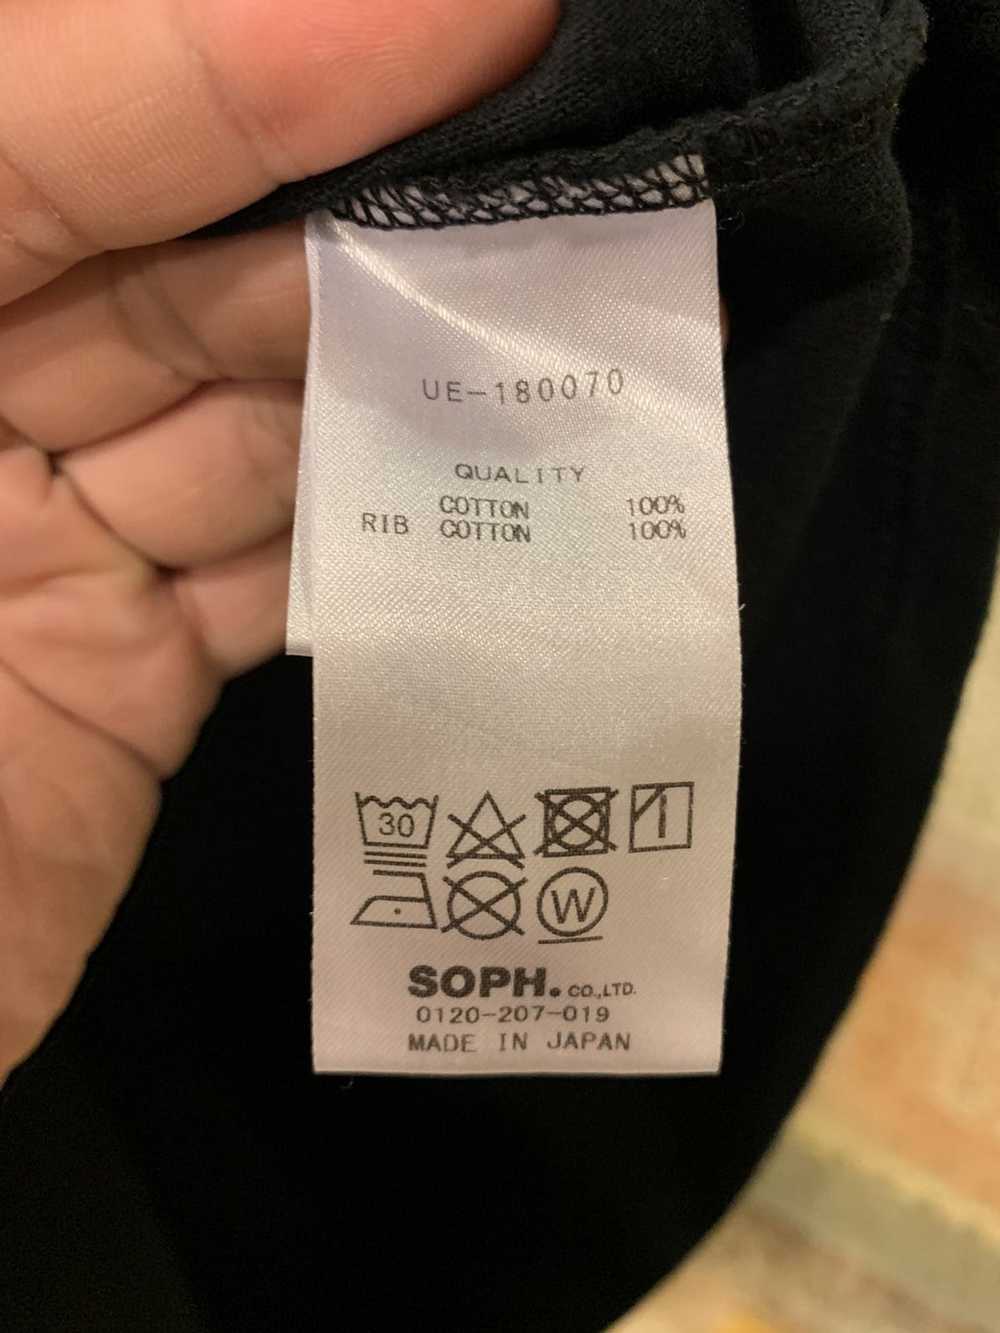 UE-180070
QUALITY
COTTON 100%
RIB COTTON 100%
30
W
SOPH. CO.,LTD.
0120-207-019
MADE IN JAPAN